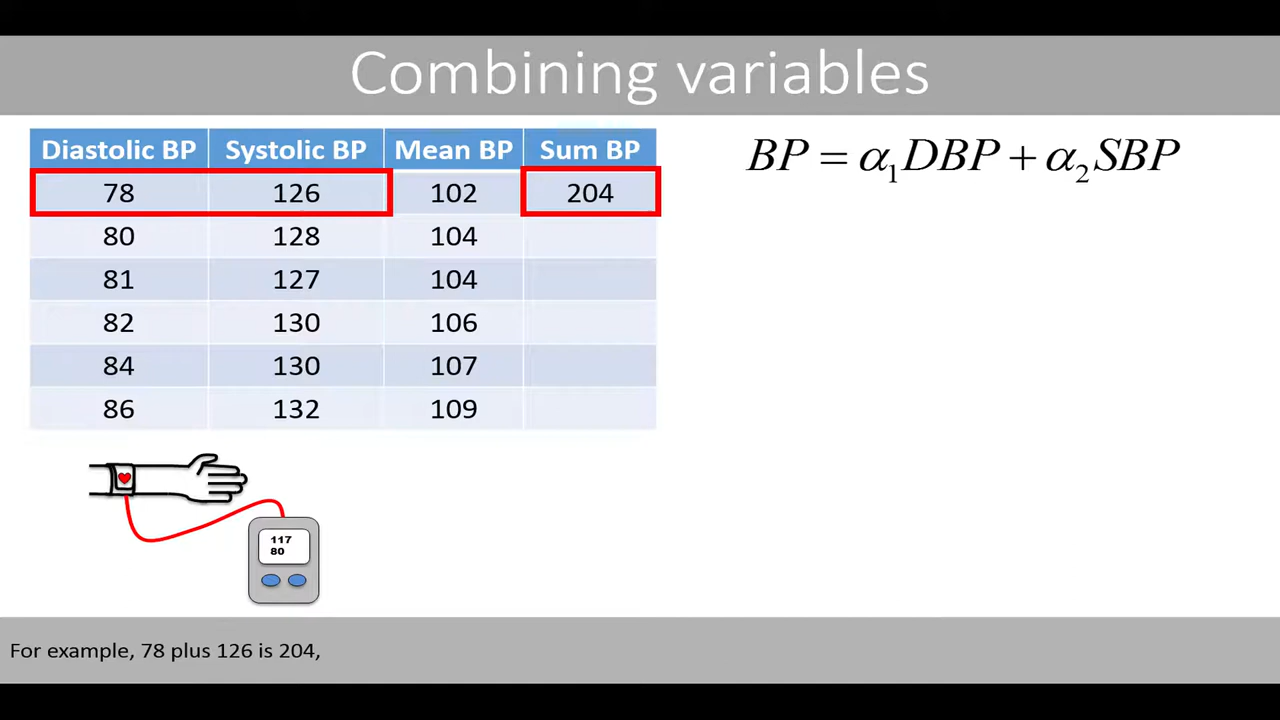 Combining variables
Diastolic BP Systolic BP Mean BP Sum BP
78 126 102 204
80 128 104
81 127 104
82 130 106
84 130 107
86 132 109
BP = α₁DBP + α₂SBP
117
80
For example, 78 plus 126 is 204,